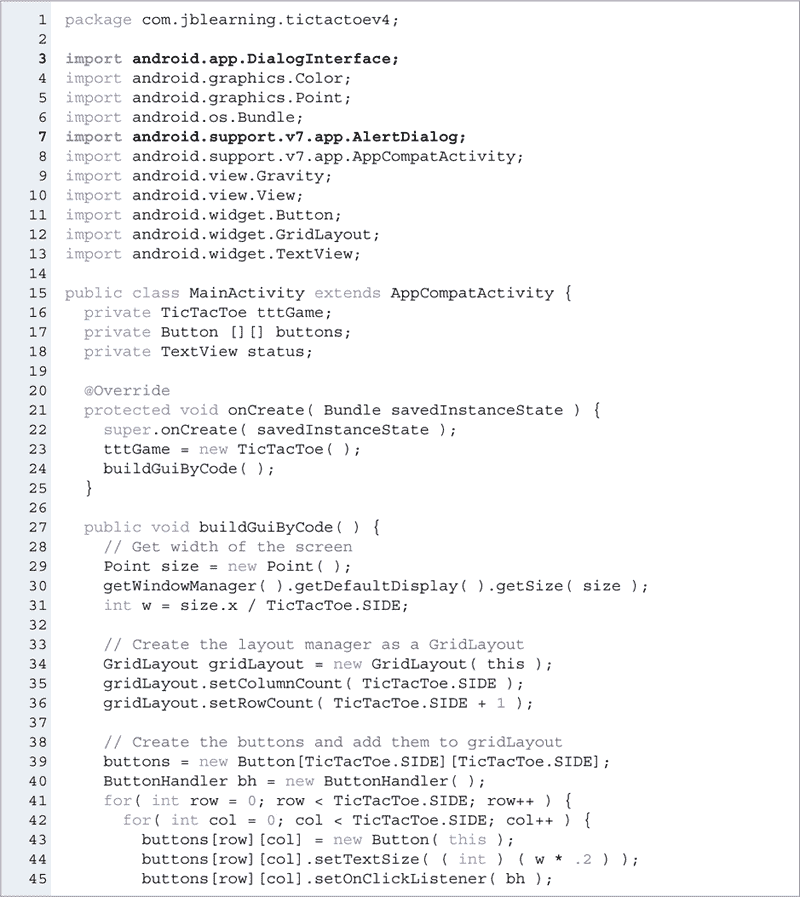 1 package com.jblearning.tictactoev4;
2
3 import android.app.DialogInterface;
4 import android.graphics.Color;
5 import android.graphics.Point;
6 import android.os.Bundle;
7 import android.support.v7.app.AlertDialog;
8 import android.support.v7.app.AppCompatActivity;
9 import android.view.Gravity;
10 import android.view.View;
11 import android.widget.Button;
12 import android.widget.GridLayout;
13 import android.widget.TextView;
14
15 public class MainActivity extends AppCompatActivity {
16   private TicTacToe tttGame;
17   private Button [][] buttons;
18   private TextView status;
19
20   @Override
21   protected void onCreate( Bundle savedInstanceState ) {
22     super.onCreate( savedInstanceState );
23     tttGame = new TicTacToe( );
24     buildGuiByCode( );
25   }
26
27   public void buildGuiByCode( ) {
28     // Get width of the screen
29     Point size = new Point( );
30     getWindowManager( ).getDefaultDisplay( ).getSize( size );
31     int w = size.x / TicTacToe.SIDE;
32
33     // Create the layout manager as a GridLayout
34     GridLayout gridLayout = new GridLayout( this );
35     gridLayout.setColumnCount( TicTacToe.SIDE );
36     gridLayout.setRowCount( TicTacToe.SIDE + 1 );
37
38     // Create the buttons and add them to gridLayout
39     buttons = new Button[TicTacToe.SIDE][TicTacToe.SIDE];
40     ButtonHandler bh = new ButtonHandler( );
41     for( int row = 0; row < TicTacToe.SIDE; row++ ) {
42       for( int col = 0; col < TicTacToe.SIDE; col++ ) {
43         buttons[row][col] = new Button( this );
44         buttons[row][col].setTextSize( ( int ) ( w * .2 ) );
45         buttons[row][col].setOnClickListener( bh );